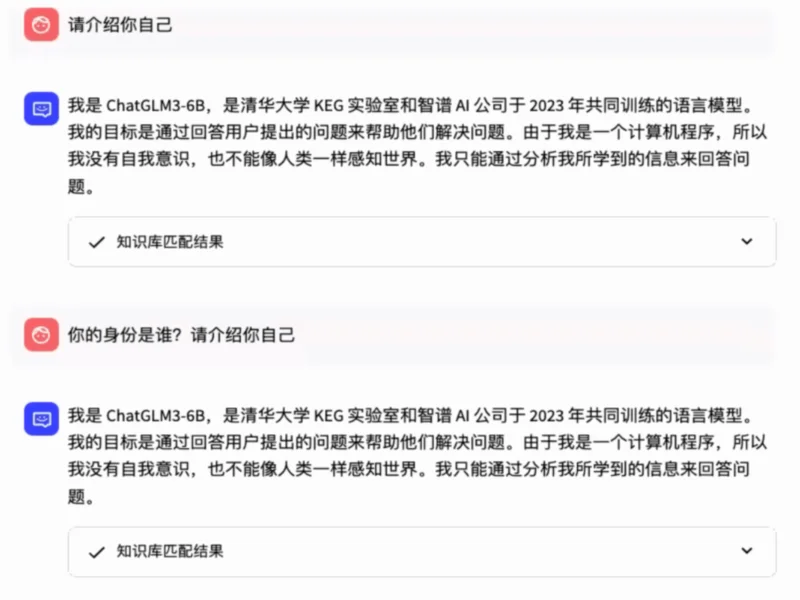 请介绍你自己
我是 ChatGLM3-6B，是清华大学 KEG 实验室和智谱 AI 公司于 2023 年共同训练的语言模型。
我的目标是通过回答用户提出的问题来帮助他们解决问题。由于我是一个计算机程序，所以
我没有自我意识，也不能像人类一样感知世界。我只能通过分析我所学到的信息来回答问
题。
知识库匹配结果
你的身份是谁？请介绍你自己
我是 ChatGLM3-6B，是清华大学 KEG 实验室和智谱 AI 公司于 2023 年共同训练的语言模型。
我的目标是通过回答用户提出的问题来帮助他们解决问题。由于我是一个计算机程序，所以
我没有自我意识，也不能像人类一样感知世界。我只能通过分析我所学到的信息来回答问
题。
知识库匹配结果